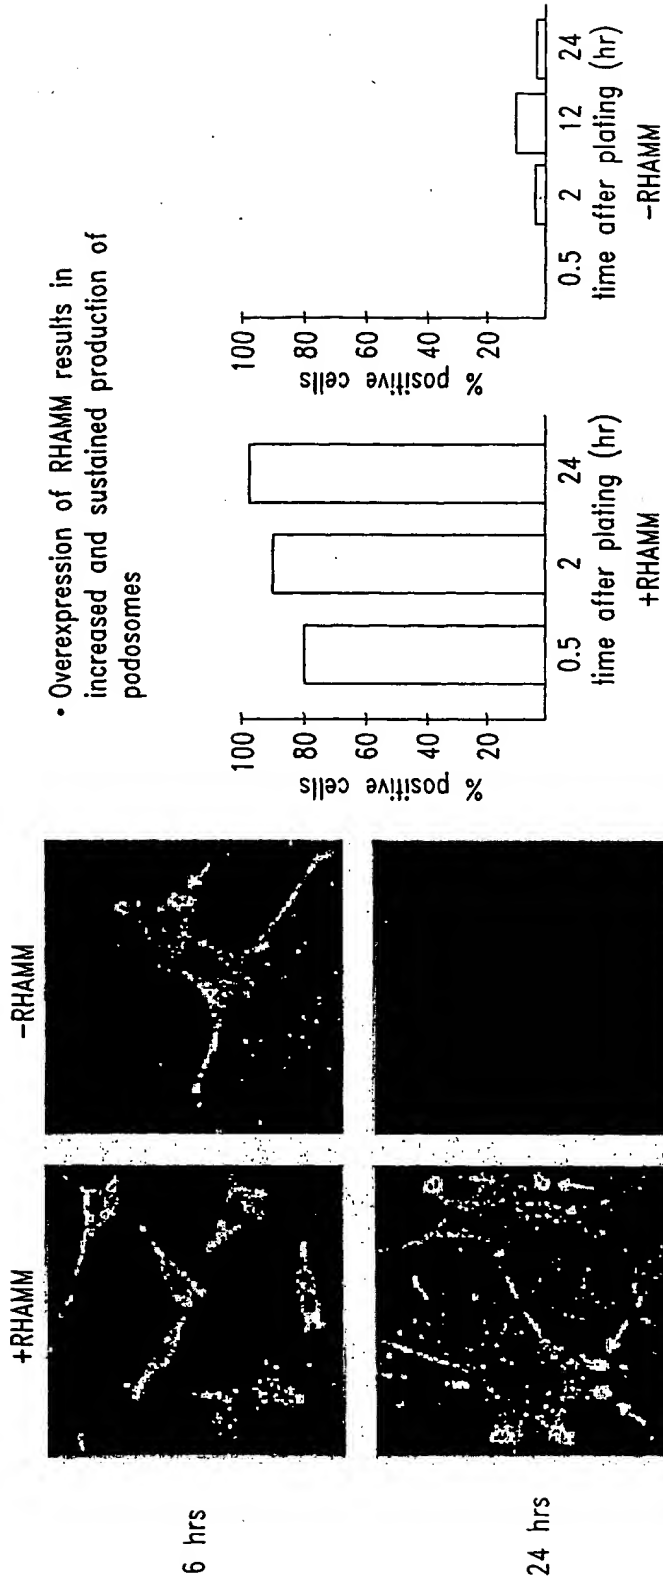 +RHAMM
-RHAMM
6 hrs
24 hrs
• Overexpression of RHAMM results in
increased and sustained production of
podosomes
% positive cells
100
80
60
40
20
0.5 2 24
time after plating (hr)
+RHAMM
% positive cells
100
80
60
40
20
0.5 2 12 24
time after plating (hr)
-RHAMM